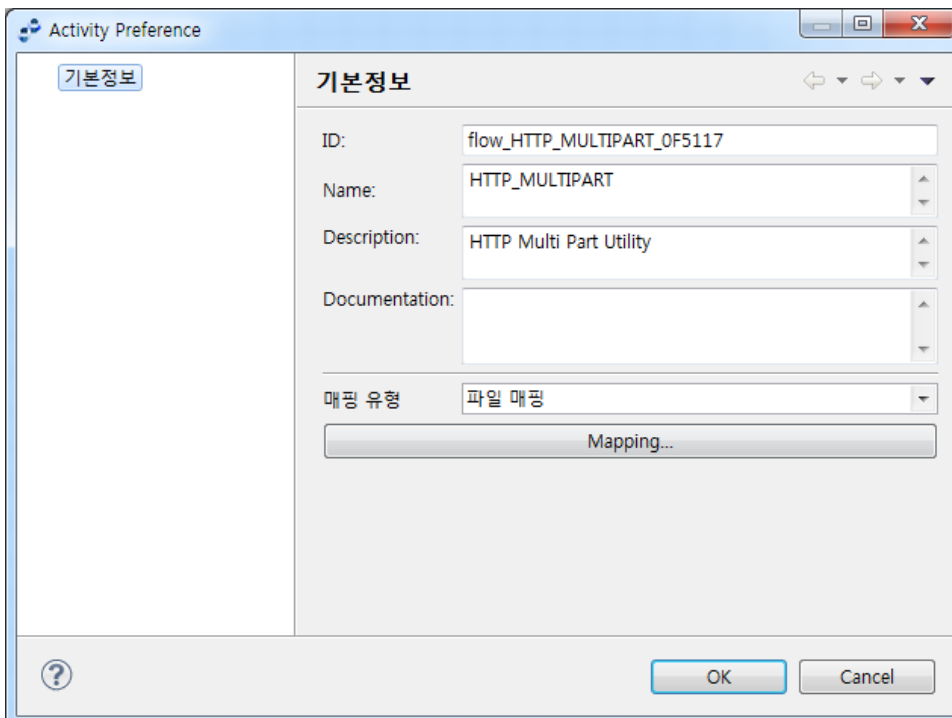 Activity Preference
기본정보
기본정보
ID: flow_HTTP_MULTIPART_0F5117
Name: HTTP_MULTIPART
Description: HTTP Multi Part Utility
Documentation:
매핑 유형 파일 매핑
Mapping...
OK Cancel